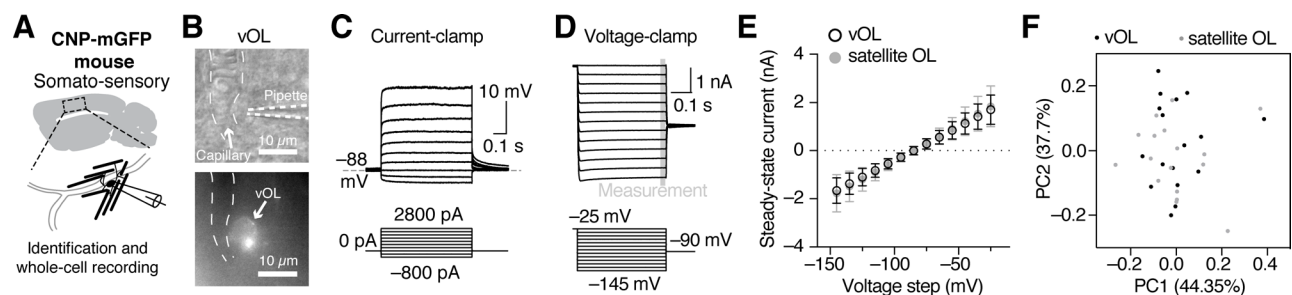 A
CNP-mGFP
mouse
Somato-sensory
Identification and
whole-cell recording
B
vOL
Pipette
Capillary
10 µm
vOL
10 µm
C
Current-clamp
10 mV
0.1 s
−88
mV
2800 pA
0 pA
−800 pA
D
Voltage-clamp
1 nA
0.1 s
Measurement
−25 mV
−90 mV
−145 mV
E
vOL
satellite OL
Steady-state current (nA)
4
2
0
−2
−4
−150
−100
−50
Voltage step (mV)
F
vOL
satellite OL
PC2 (37.7%)
0.2
0.0
−0.2
−0.2
0.0
0.2
0.4
PC1 (44.35%)